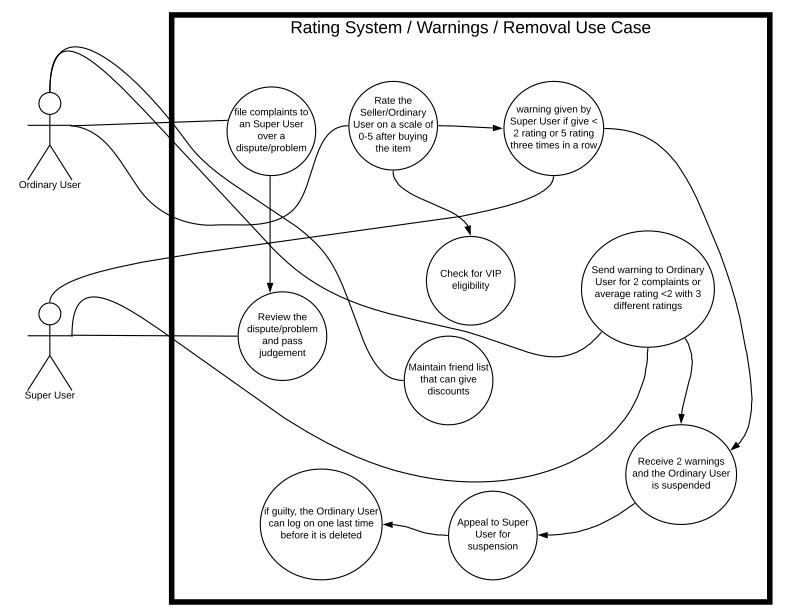 Rating System / Warnings / Removal Use Case
file complaints to
an Super User
over a
dispute/problem
Rate the
Seller/Ordinary
User on a scale of
0-5 after buying
the item
warning given by
Super User if give <
2 rating or 5 rating
three times in a row
Ordinary User
Check for VIP
eligibility
Send warning to Ordinary
User for 2 complaints or
average rating <2 with 3
different ratings
Review the
dispute/problem
and pass
judgement
Super User
Maintain friend list
that can give
discounts
Receive 2 warnings
and the Ordinary User
is suspended
if guilty, the Ordinary User
can log on one last time
before it is deleted
Appeal to Super
User for
suspension